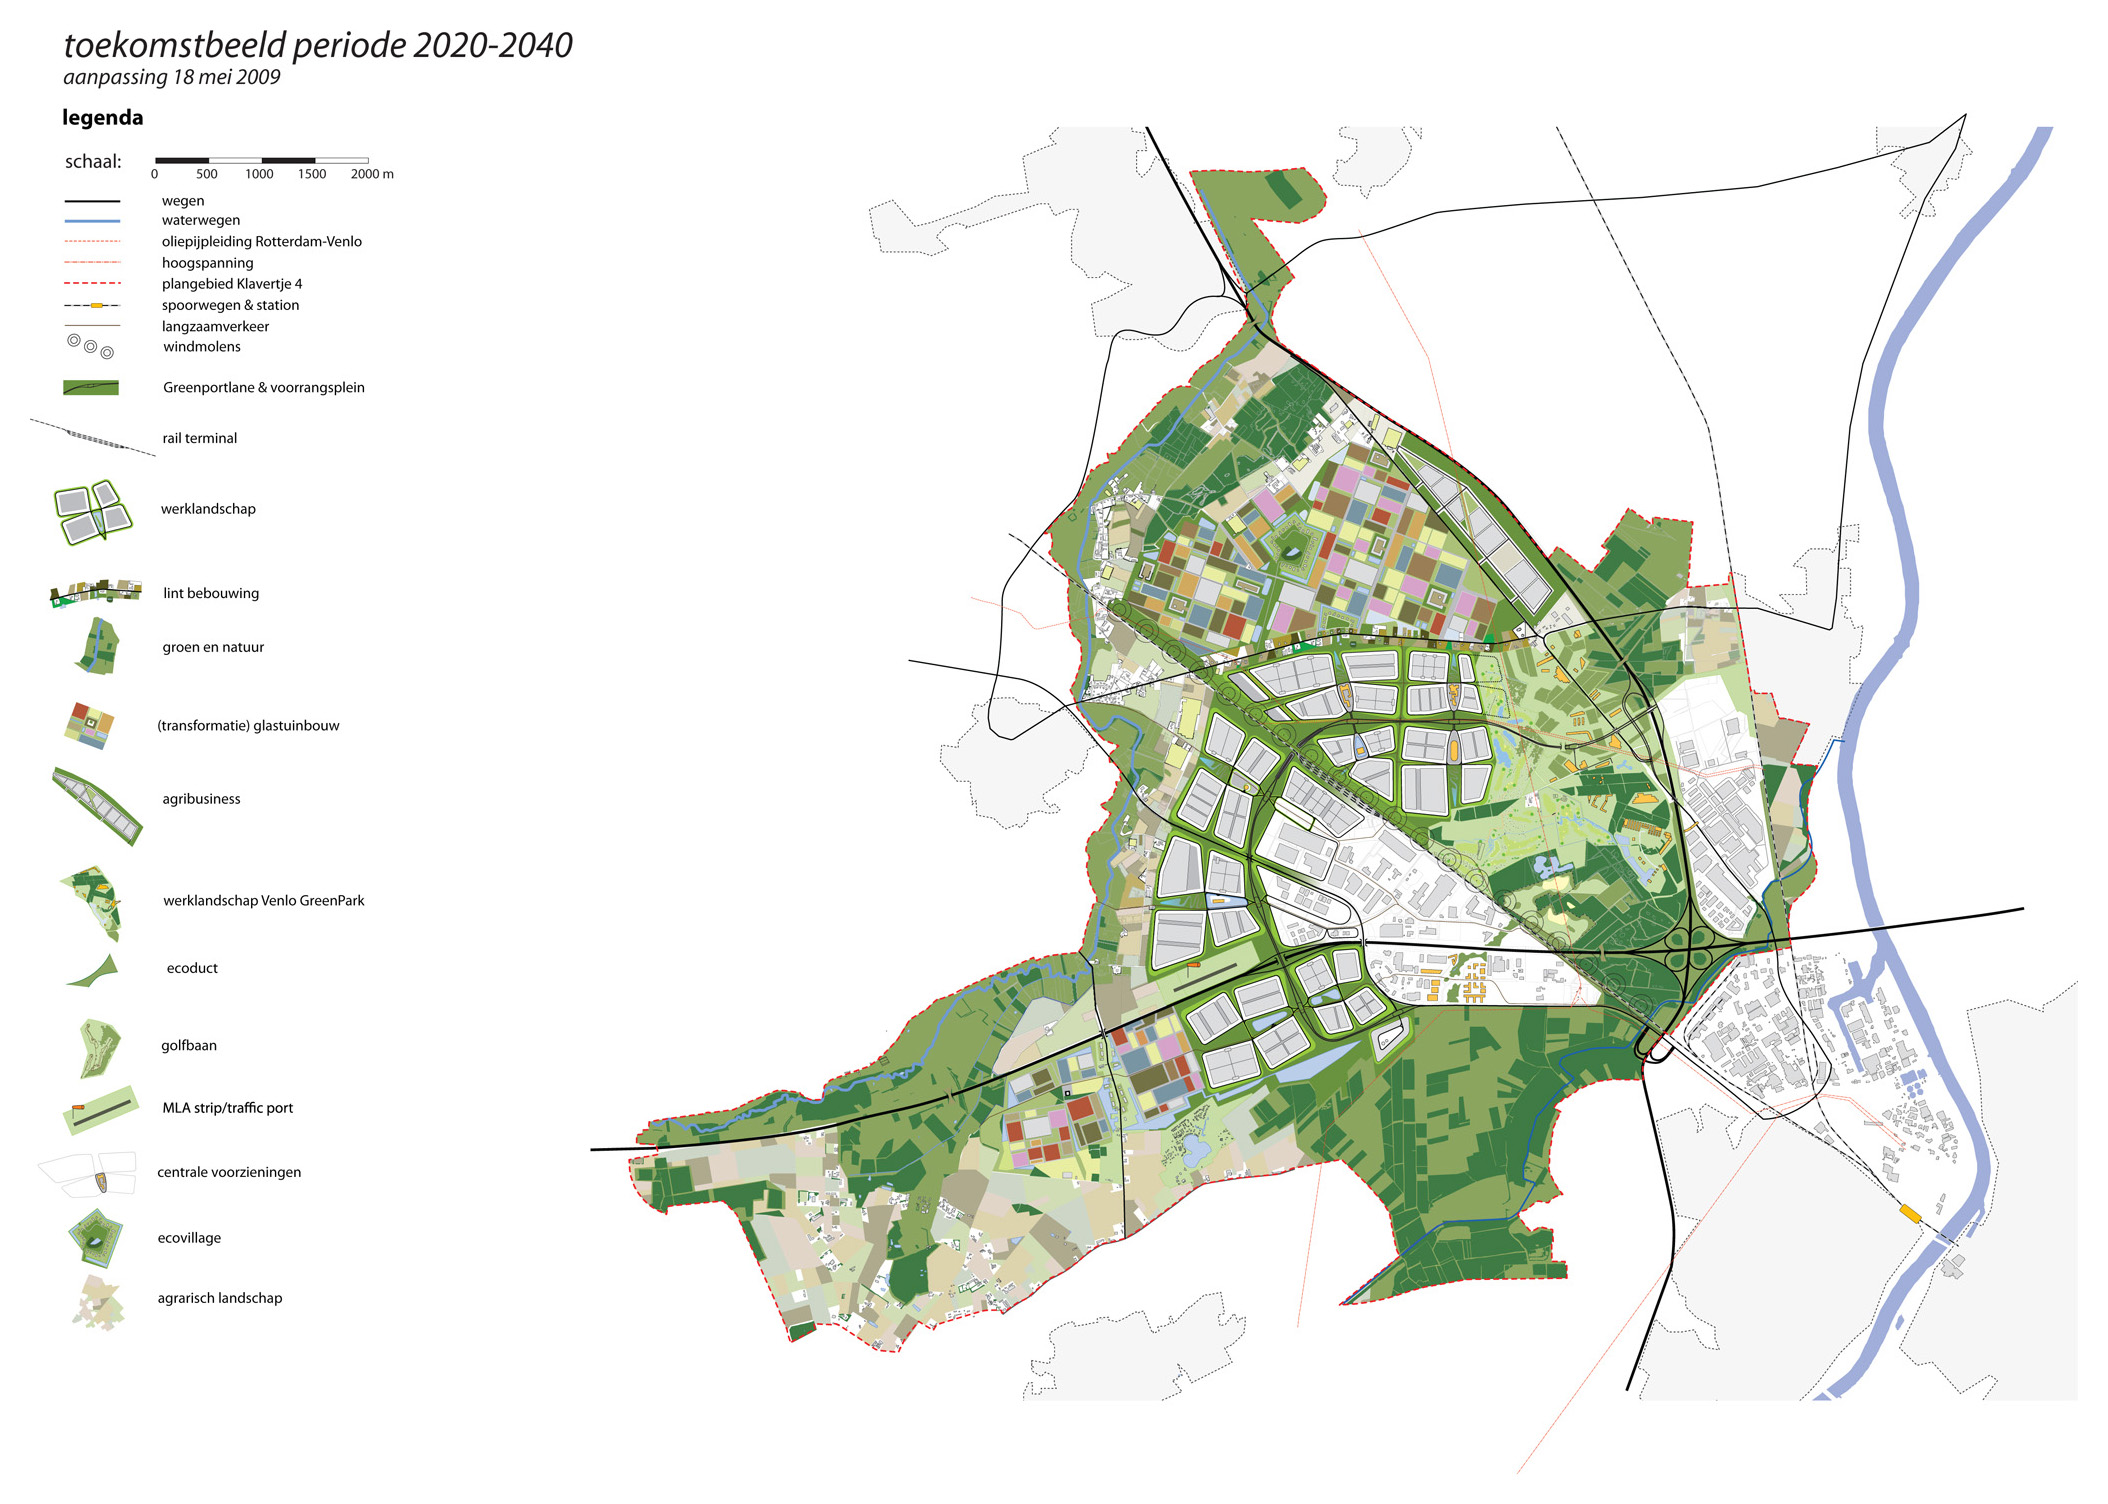 toekomstbeeld periode 2020-2040
aanpassing 18 mei 2009
legenda
schaal:
0 500 1000 1500 2000 m
wegen
waterwegen
oliepijpleiding Rotterdam-Venlo
hoogspanning
plangebied Klavertje 4
spoorwegen & station
langzaamverkeer
windmolens
Greenportlane & voorrangsplein
rail terminal
werklandschap
lint bebouwing
groen en natuur
(transformatie) glastuinbouw
agribusiness
werklandschap Venlo GreenPark
ecoduct
golfbaan
MLA strip/traffic port
centrale voorzieningen
ecovillage
agrarisch landschap